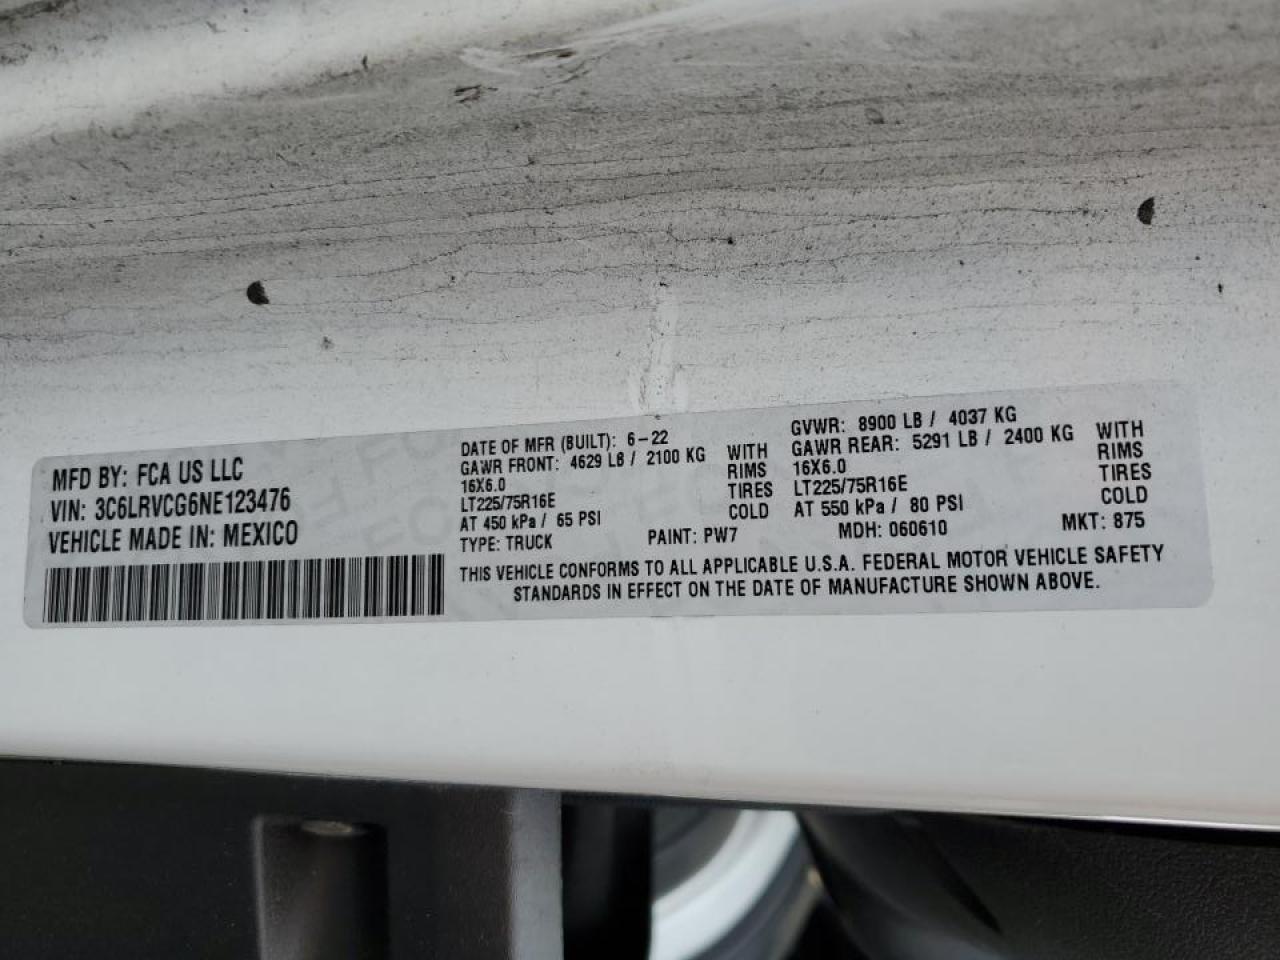 MFD BY: FCA US LLC
VIN: 3C6LRVCG6NE123476
VEHICLE MADE IN: MEXICO
DATE OF MFR (BUILT): 6-22
GAWR FRONT: 4629 LB / 2100 KG WITH
16X6.0 RIMS
LT225/75R16E TIRES
AT 450 kPa / 65 PSI COLD
TYPE: TRUCK PAINT: PW7
GVWR: 8900 LB / 4037 KG
GAWR REAR: 5291 LB / 2400 KG WITH
16X6.0 RIMS
LT225/75R16E TIRES
AT 550 kPa / 80 PSI COLD
MDH: 060610 MKT: 875
THIS VEHICLE CONFORMS TO ALL APPLICABLE U.S.A. FEDERAL MOTOR VEHICLE SAFETY
STANDARDS IN EFFECT ON THE DATE OF MANUFACTURE SHOWN ABOVE.